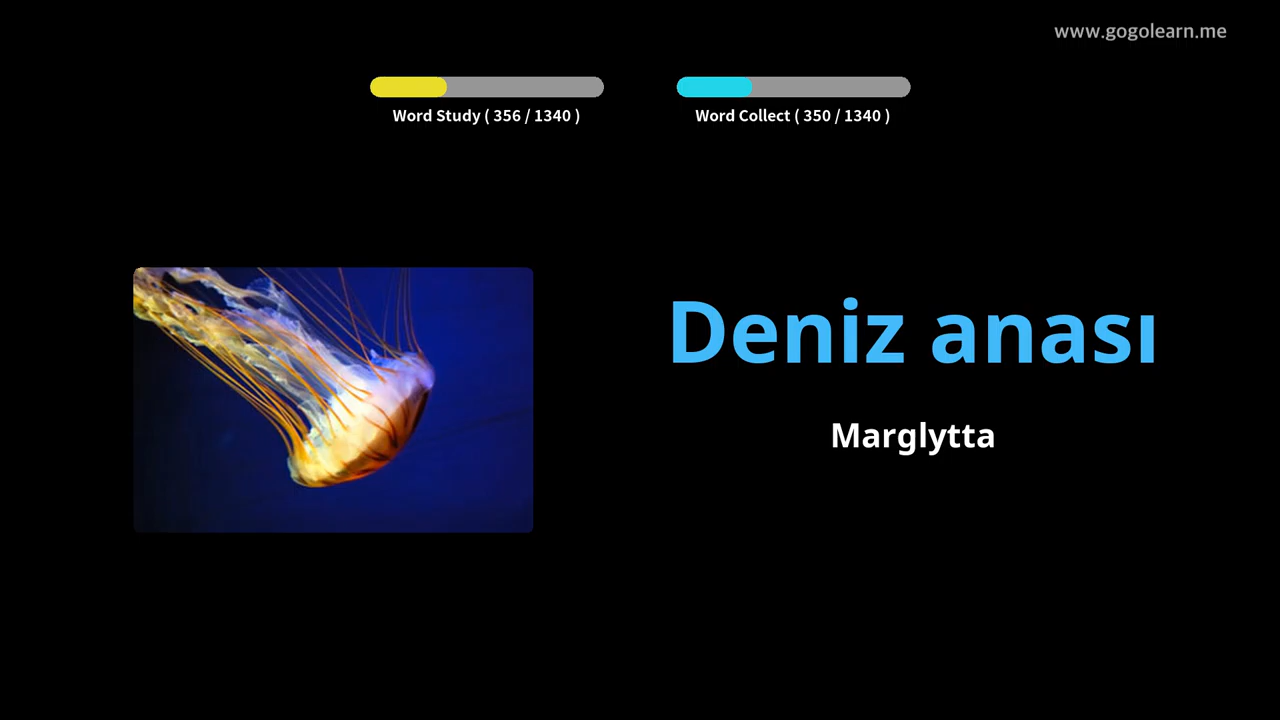 www.gogolearn.me
Word Study ( 356 / 1340 )
Word Collect ( 350 / 1340 )
Deniz anası
Marglytta